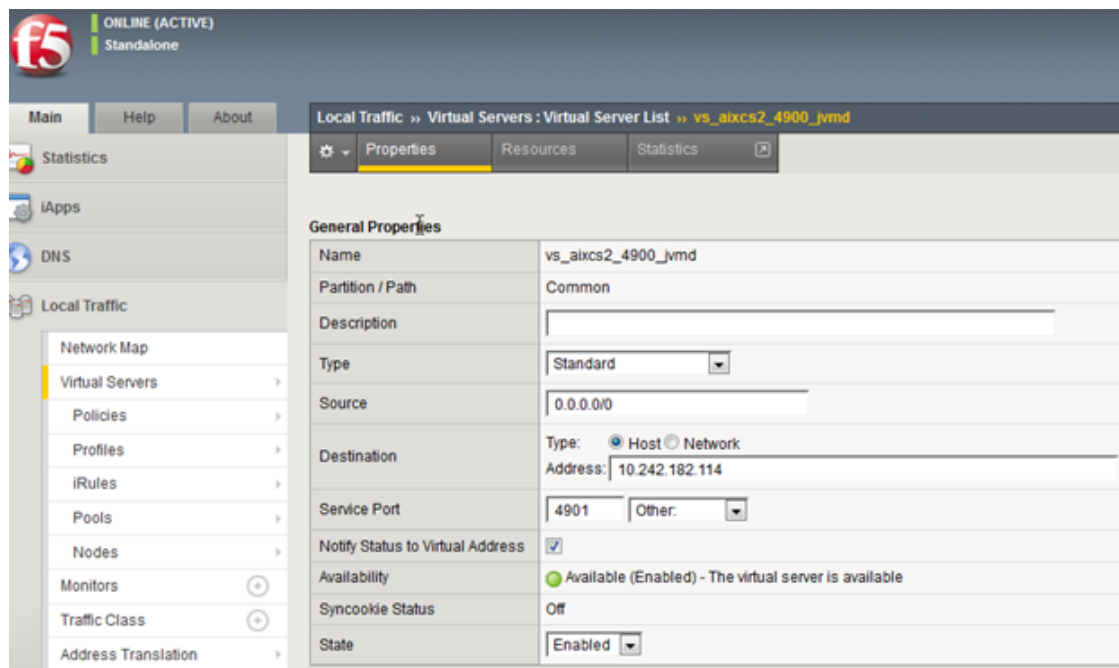 f5
ONLINE (ACTIVE)
Standalone
Main Help About
Statistics
iApps
DNS
Local Traffic
Network Map
Virtual Servers
Policies
Profiles
iRules
Pools
Nodes
Monitors
Traffic Class
Address Translation
Local Traffic ›› Virtual Servers : Virtual Server List ›› vs_aixcs2_4900_jvmd
Properties Resources Statistics
General Properties
Name vs_aixcs2_4900_jvmd
Partition / Path Common
Description
Type Standard
Source 0.0.0.0/0
Destination Type: Host Network
Address: 10.242.182.114
Service Port 4901 Other:
Notify Status to Virtual Address
Availability Available (Enabled) - The virtual server is available
Syncookie Status Off
State Enabled